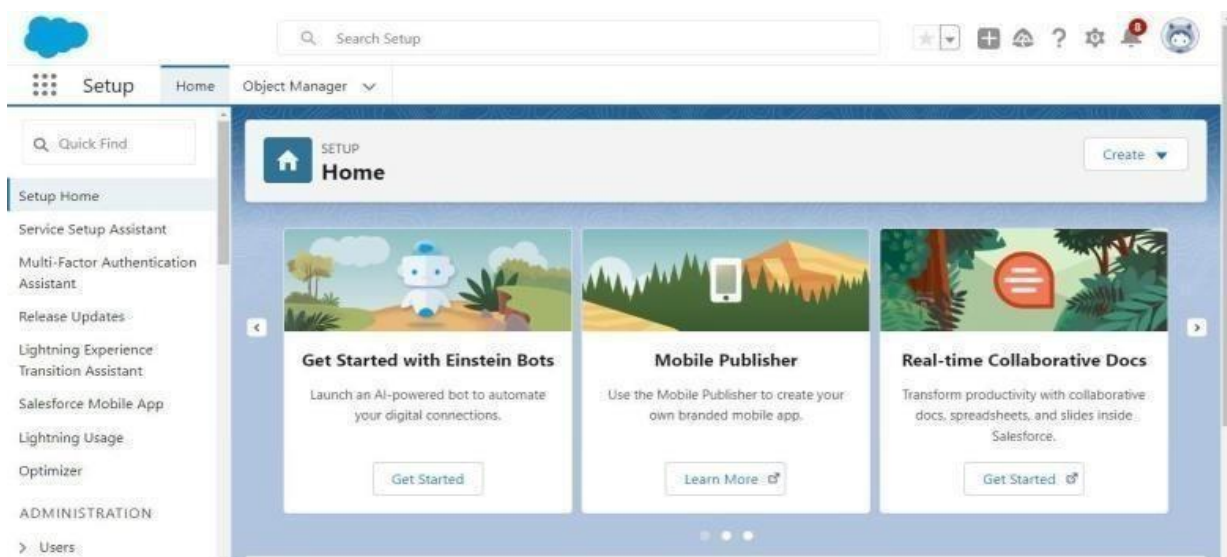 Search Setup
?
8
Setup
Home
Object Manager
Quick Find
Setup Home
Service Setup Assistant
Multi-Factor Authentication
Assistant
Release Updates
Lightning Experience
Transition Assistant
Salesforce Mobile App
Lightning Usage
Optimizer
ADMINISTRATION
Users
SETUP
Home
Create
Get Started with Einstein Bots
Launch an AI-powered bot to automate
your digital connections.
Get Started
Mobile Publisher
Use the Mobile Publisher to create your
own branded mobile app.
Learn More
Real-time Collaborative Docs
Transform productivity with collaborative
docs, spreadsheets, and slides inside
Salesforce.
Get Started